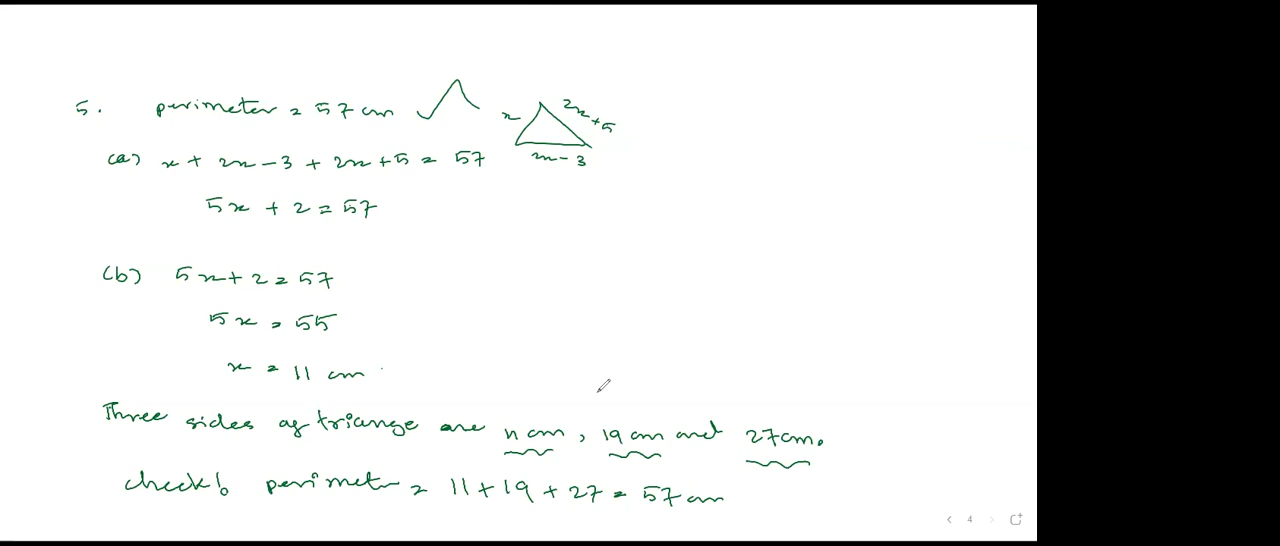 5. perimeter = 57 cm
x
2x + 5
2x - 3
(a) x + 2x - 3 + 2x + 5 = 57
5x + 2 = 57
(b) 5x + 2 = 57
5x = 55
x = 11 cm
Three sides of triange are 11 cm, 19 cm and 27 cm.
check! perimeter = 11 + 19 + 27 = 57 cm
4